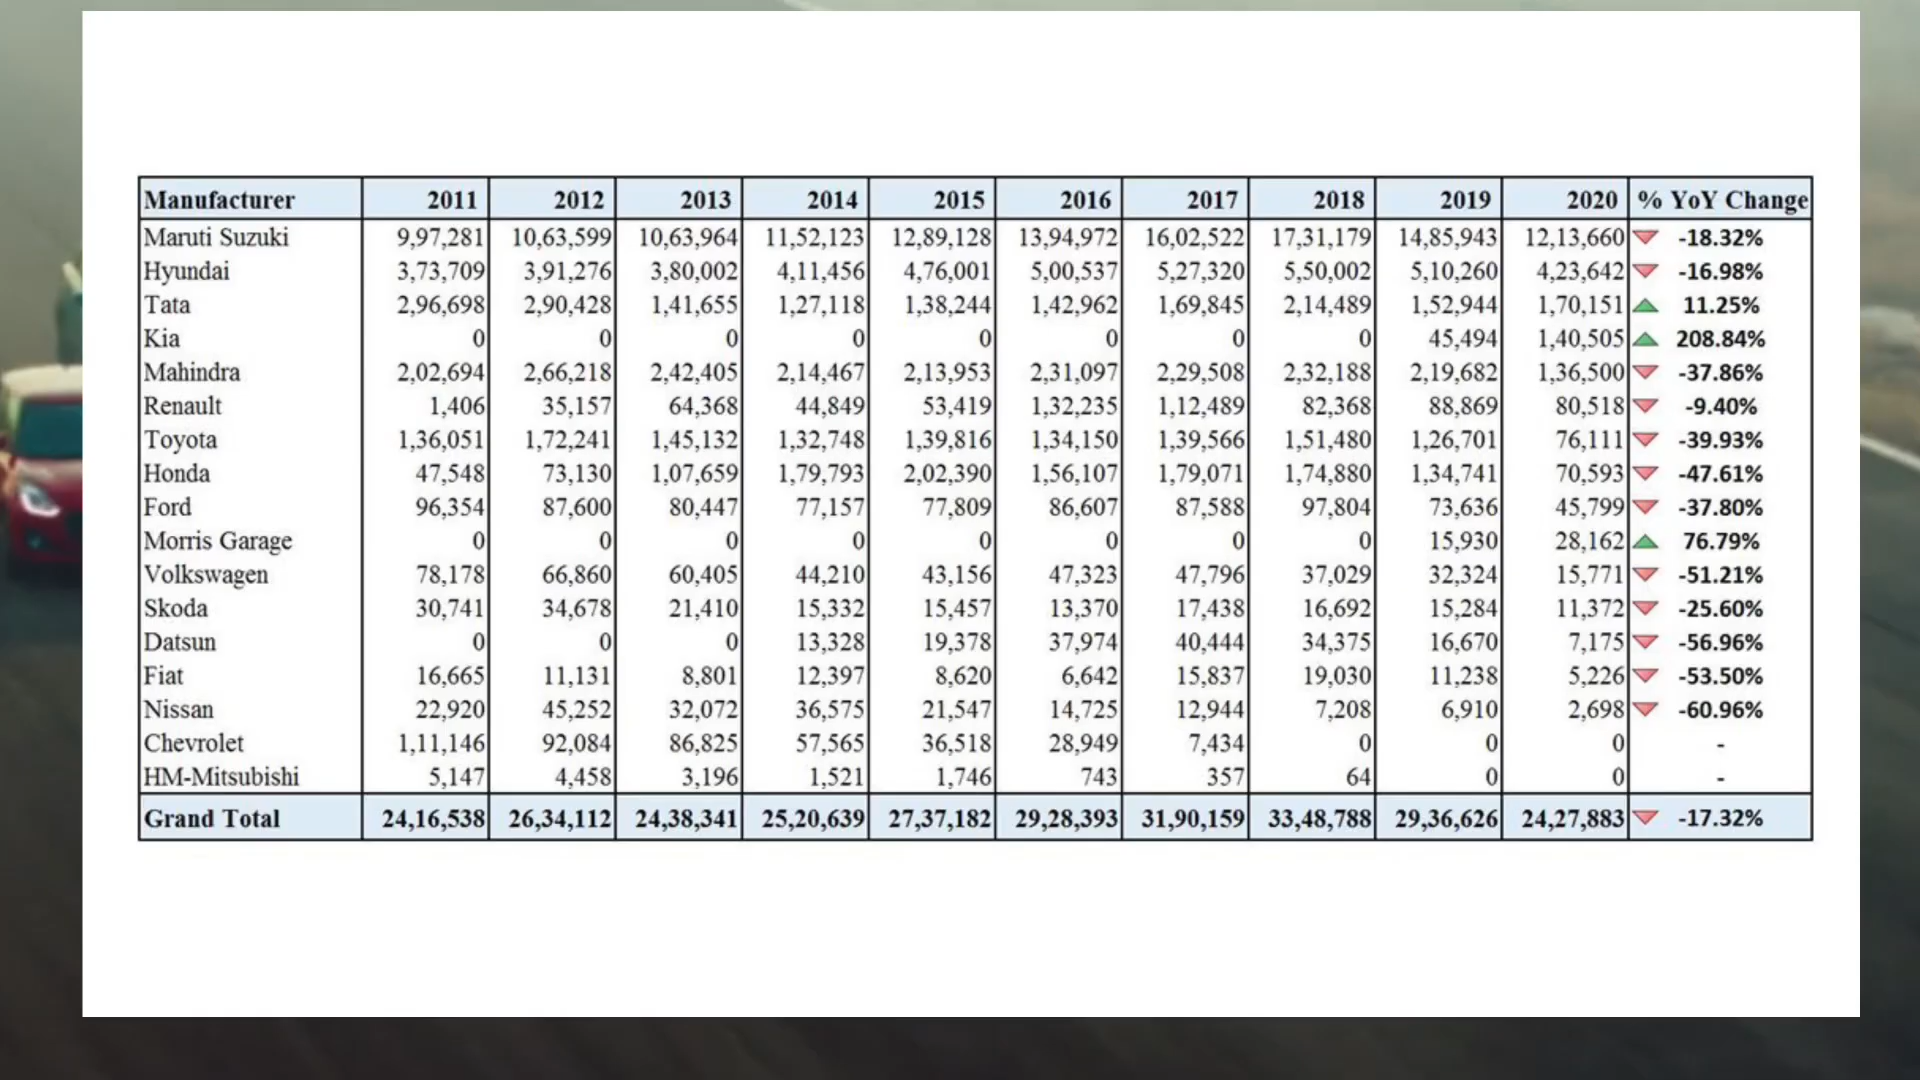 Manufacturer 2011 2012 2013 2014 2015 2016 2017 2018 2019 2020 % YoY Change
Maruti Suzuki 9,97,281 10,63,599 10,63,964 11,52,123 12,89,128 13,94,972 16,02,522 17,31,179 14,85,943 12,13,660 -18.32%
Hyundai 3,73,709 3,91,276 3,80,002 4,11,456 4,76,001 5,00,537 5,27,320 5,50,002 5,10,260 4,23,642 -16.98%
Tata 2,96,698 2,90,428 1,41,655 1,27,118 1,38,244 1,42,962 1,69,845 2,14,489 1,52,944 1,70,151 11.25%
Kia 0 0 0 0 0 0 0 0 45,494 1,40,505 208.84%
Mahindra 2,02,694 2,66,218 2,42,405 2,14,467 2,13,953 2,31,097 2,29,508 2,32,188 2,19,682 1,36,500 -37.86%
Renault 1,406 35,157 64,368 44,849 53,419 1,32,235 1,12,489 82,368 88,869 80,518 -9.40%
Toyota 1,36,051 1,72,241 1,45,132 1,32,748 1,39,816 1,34,150 1,39,566 1,51,480 1,26,701 76,111 -39.93%
Honda 47,548 73,130 1,07,659 1,79,793 2,02,390 1,56,107 1,79,071 1,74,880 1,34,741 70,593 -47.61%
Ford 96,354 87,600 80,447 77,157 77,809 86,607 87,588 97,804 73,636 45,799 -37.80%
Morris Garage 0 0 0 0 0 0 0 0 15,930 28,162 76.79%
Volkswagen 78,178 66,860 60,405 44,210 43,156 47,323 47,796 37,029 32,324 15,771 -51.21%
Skoda 30,741 34,678 21,410 15,332 15,457 13,370 17,438 16,692 15,284 11,372 -25.60%
Datsun 0 0 0 13,328 19,378 37,974 40,444 34,375 16,670 7,175 -56.96%
Fiat 16,665 11,131 8,801 12,397 8,620 6,642 15,837 19,030 11,238 5,226 -53.50%
Nissan 22,920 45,252 32,072 36,575 21,547 14,725 12,944 7,208 6,910 2,698 -60.96%
Chevrolet 1,11,146 92,084 86,825 57,565 36,518 28,949 7,434 0 0 0 -
HM-Mitsubishi 5,147 4,458 3,196 1,521 1,746 743 357 64 0 0 -
Grand Total 24,16,538 26,34,112 24,38,341 25,20,639 27,37,182 29,28,393 31,90,159 33,48,788 29,36,626 24,27,883 -17.32%